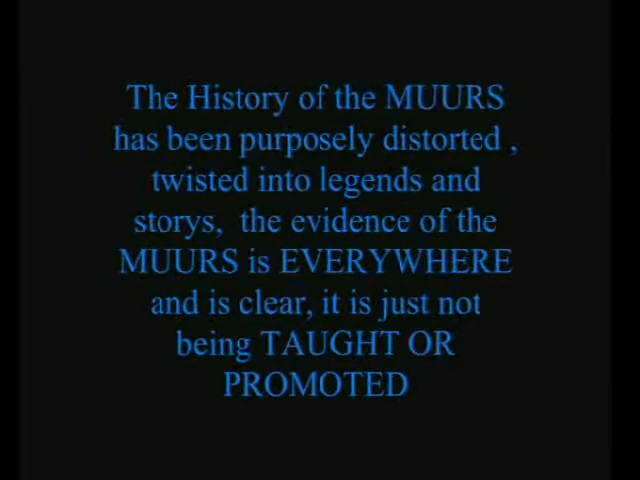 The History of the MUURS
has been purposely distorted ,
twisted into legends and
storys, the evidence of the
MUURS is EVERYWHERE
and is clear, it is just not
being TAUGHT OR
PROMOTED